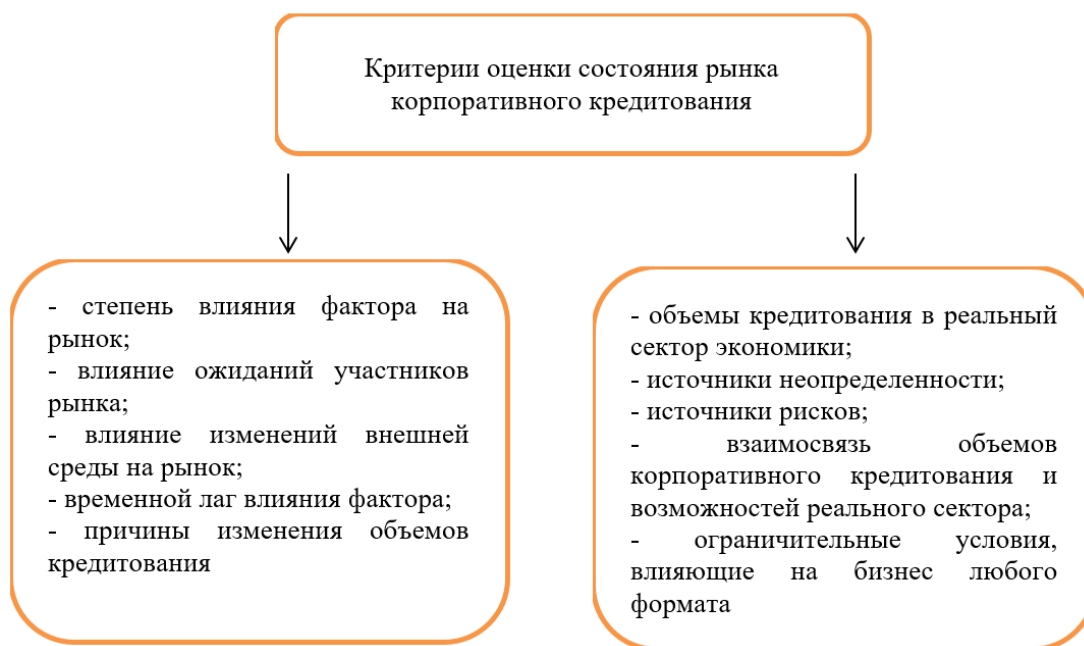 Критерии оценки состояния рынка
корпоративного кредитования
- степень влияния фактора на
рынок;
- влияние ожиданий участников
рынка;
- влияние изменений внешней
среды на рынок;
- временной лаг влияния фактора;
- причины изменения объемов
кредитования
- объемы кредитования в реальный
сектор экономики;
- источники неопределенности;
- источники рисков;
- взаимосвязь объемов
корпоративного кредитования и
возможностей реального сектора;
- ограничительные условия,
влияющие на бизнес любого
формата